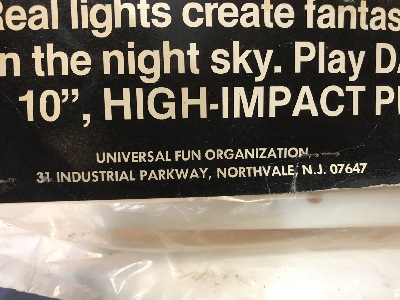 Real lights create fantas
n the night sky. Play DA
10”, HIGH-IMPACT P
UNIVERSAL FUN ORGANIZATION
31 INDUSTRIAL PARKWAY, NORTHVALE, N.J. 07647